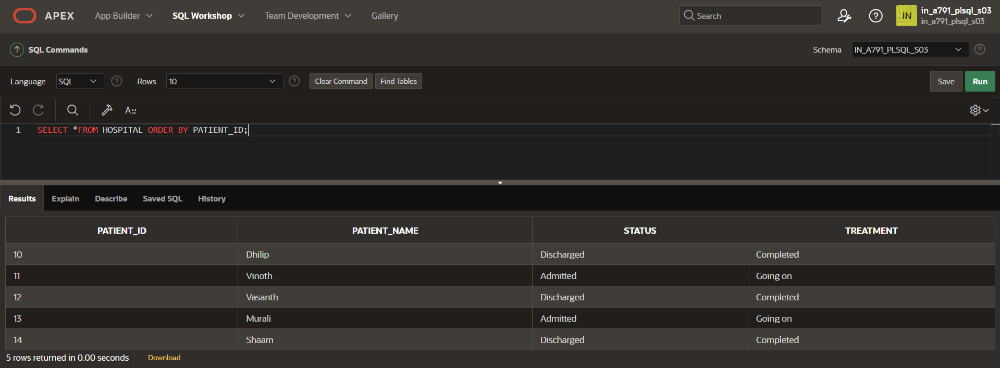 APEX App Builder SQL Workshop Team Development Gallery Search ? IN in_a791_plsql_s03
in_a791_plsql_s03
SQL Commands Schema IN_A791_PLSQL_S03 ?
Language SQL ? Rows 10 ? Clear Command Find Tables Save Run
A::
1 SELECT *FROM HOSPITAL ORDER BY PATIENT_ID;
Results Explain Describe Saved SQL History
PATIENT_ID PATIENT_NAME STATUS TREATMENT
10 Dhilip Discharged Completed
11 Vinoth Admitted Going on
12 Vasanth Discharged Completed
13 Murali Admitted Going on
14 Shaam Discharged Completed
5 rows returned in 0.00 seconds Download